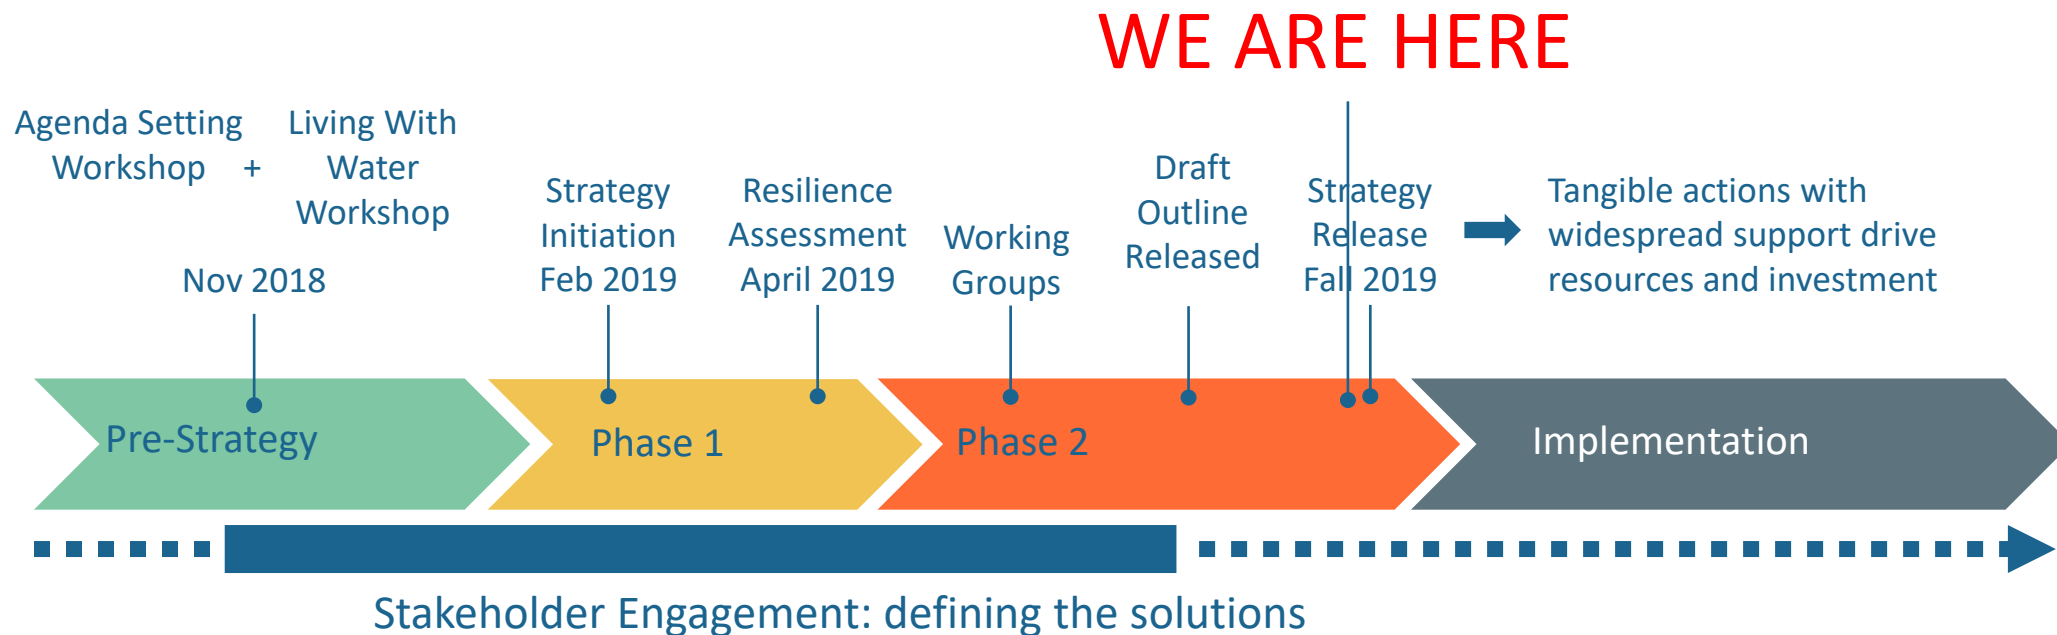 WE ARE HERE
Agenda Setting
Workshop
+
Living With
Water
Workshop
Nov 2018
Strategy
Initiation
Feb 2019
Resilience
Assessment
April 2019
Working
Groups
Draft
Outline
Released
Strategy
Release
Fall 2019
Tangible actions with
widespread support drive
resources and investment
Pre-Strategy
Phase 1
Phase 2
Implementation
Stakeholder Engagement: defining the solutions